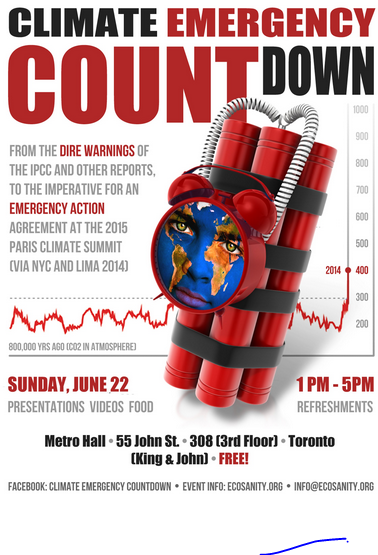 CLIMATE EMERGENCY
COUNTDOWN
FROM THE DIRE WARNINGS OF
THE IPCC AND OTHER REPORTS,
TO THE IMPERATIVE FOR AN
EMERGENCY ACTION
AGREEMENT AT THE 2015
PARIS CLIMATE SUMMIT
(VIA NYC AND LIMA 2014)
1000
900
800
700
600
500
2014 400
300
200
800,000 YRS AGO (CO2 IN ATMOSPHERE)
SUNDAY, JUNE 22
1 PM - 5PM
PRESENTATIONS VIDEOS FOOD
REFRESHMENTS
Metro Hall • 55 John St. • 308 (3rd Floor) • Toronto
(King & John) • FREE!
FACEBOOK: CLIMATE EMERGENCY COUNTDOWN • EVENT INFO: ECOSANITY.ORG • INFO@ECOSANITY.ORG